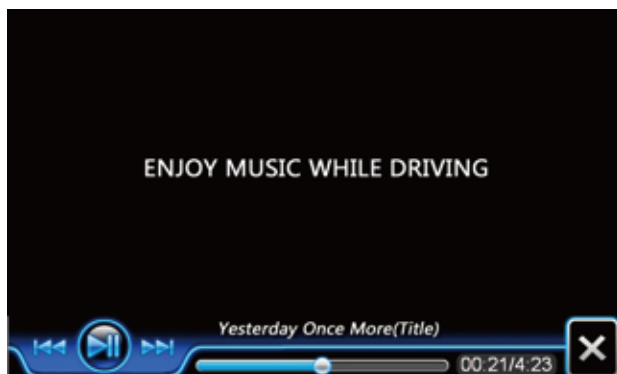 ENJOY MUSIC WHILE DRIVING
Yesterday Once More(Title)
00:21/4:23